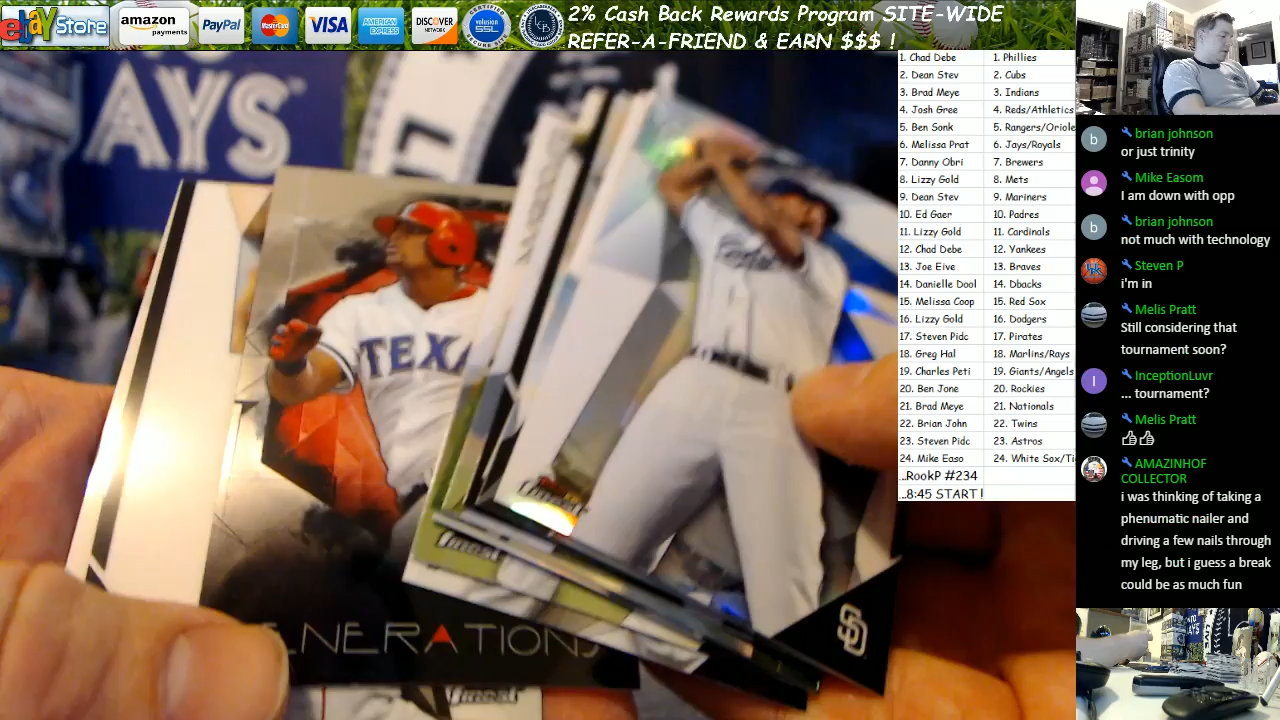 ebay Store
amazon
payments
PayPal
MasterCard
VISA
AMERICAN
EXPRESS
DISCOVER
NETWORK
volusion
SSL
2% Cash Back Rewards Program SITE-WIDE
REFER-A-FRIEND & EARN $$$ !
AYS
TEXA
ENERATIONS
Finest
Finest
Finest
SD
1. Chad Debe 1. Phillies
2. Dean Stev 2. Cubs
3. Brad Meye 3. Indians
4. Josh Gree 4. Reds/Athletics
5. Ben Sonk 5. Rangers/Oriole
6. Melissa Prat 6. Jays/Royals
7. Danny Obri 7. Brewers
8. Lizzy Gold 8. Mets
9. Dean Stev 9. Mariners
10. Ed Gaer 10. Padres
11. Lizzy Gold 11. Cardinals
12. Chad Debe 12. Yankees
13. Joe Eive 13. Braves
14. Danielle Dool 14. Dbacks
15. Melissa Coop 15. Red Sox
16. Lizzy Gold 16. Dodgers
17. Steven Pidc 17. Pirates
18. Greg Hal 18. Marlins/Rays
19. Charles Peti 19. Giants/Angels
20. Ben Jone 20. Rockies
21. Brad Meye 21. Nationals
22. Brian John 22. Twins
23. Steven Pidc 23. Astros
24. Mike Easo 24. White Sox/Ti
...RookP #234
...8:45 START!
brian johnson
or just trinity
Mike Easom
I am down with opp
brian johnson
not much with technology
Steven P
i'm in
Melis Pratt
Still considering that
tournament soon?
InceptionLuvr
... tournament?
Melis Pratt
AMAZINHOF
COLLECTOR
i was thinking of taking a
phenumatic nailer and
driving a few nails through
my leg, but i guess a break
could be as much fun